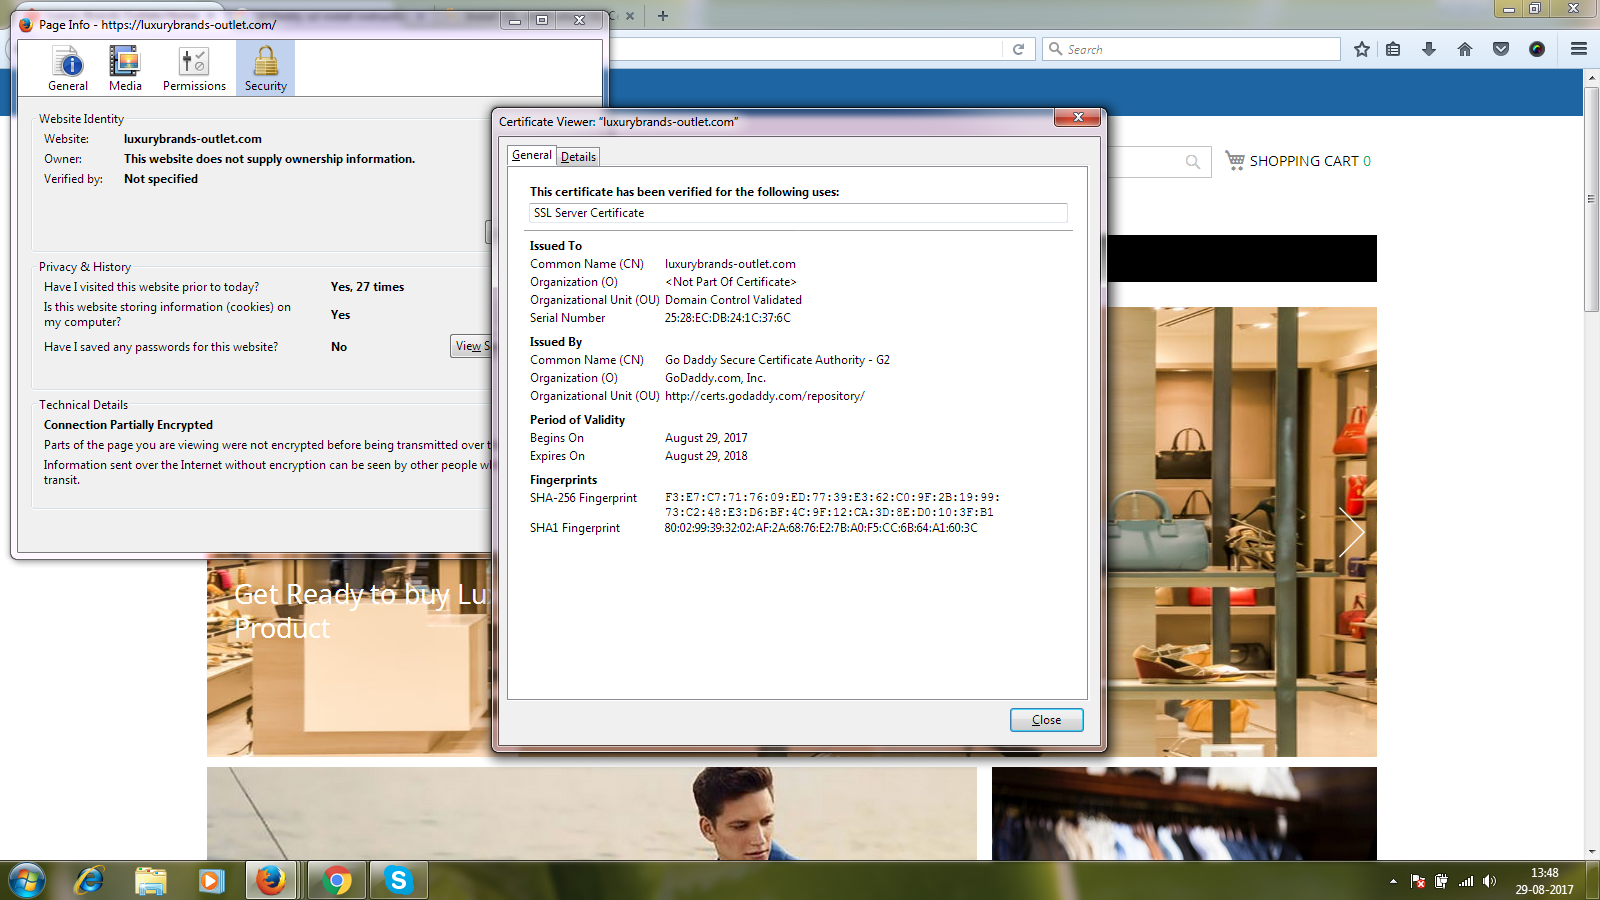 Page Info - https://luxurybrands-outlet.com/
General
Media
Permissions
Security
Search
Website Identity
Website: luxurybrands-outlet.com
Owner: This website does not supply ownership information.
Verified by: Not specified
Privacy & History
Have I visited this website prior to today? Yes, 27 times
Is this website storing information (cookies) on
my computer? Yes
Have I saved any passwords for this website? No
View S
Technical Details
Connection Partially Encrypted
Parts of the page you are viewing were not encrypted before being transmitted over t
Information sent over the Internet without encryption can be seen by other people
transit.
Certificate Viewer: "luxurybrands-outlet.com"
General
Details
This certificate has been verified for the following uses:
SSL Server Certificate
Issued To
Common Name (CN) luxurybrands-outlet.com
Organization (O) <Not Part Of Certificate>
Organizational Unit (OU) Domain Control Validated
Serial Number 25:28:EC:DB:24:1C:37:6C
Issued By
Common Name (CN) Go Daddy Secure Certificate Authority - G2
Organization (O) GoDaddy.com, Inc.
Organizational Unit (OU) http://certs.godaddy.com/repository/
Period of Validity
Begins On August 29, 2017
Expires On August 29, 2018
Fingerprints
SHA-256 Fingerprint F3:E7:C7:71:76:09:ED:77:39:E3:62:C0:9F:2B:19:99:
73:C2:48:E3:D6:BF:4C:9F:12:CA:3D:8E:D0:10:3F:B1
SHA1 Fingerprint 80:02:99:39:32:02:AF:2A:68:76:E2:7B:A0:F5:CC:6B:64:A1:60:3C
Close
SHOPPING CART 0
Get Ready to buy Lu
Product
13:48
29-08-2017